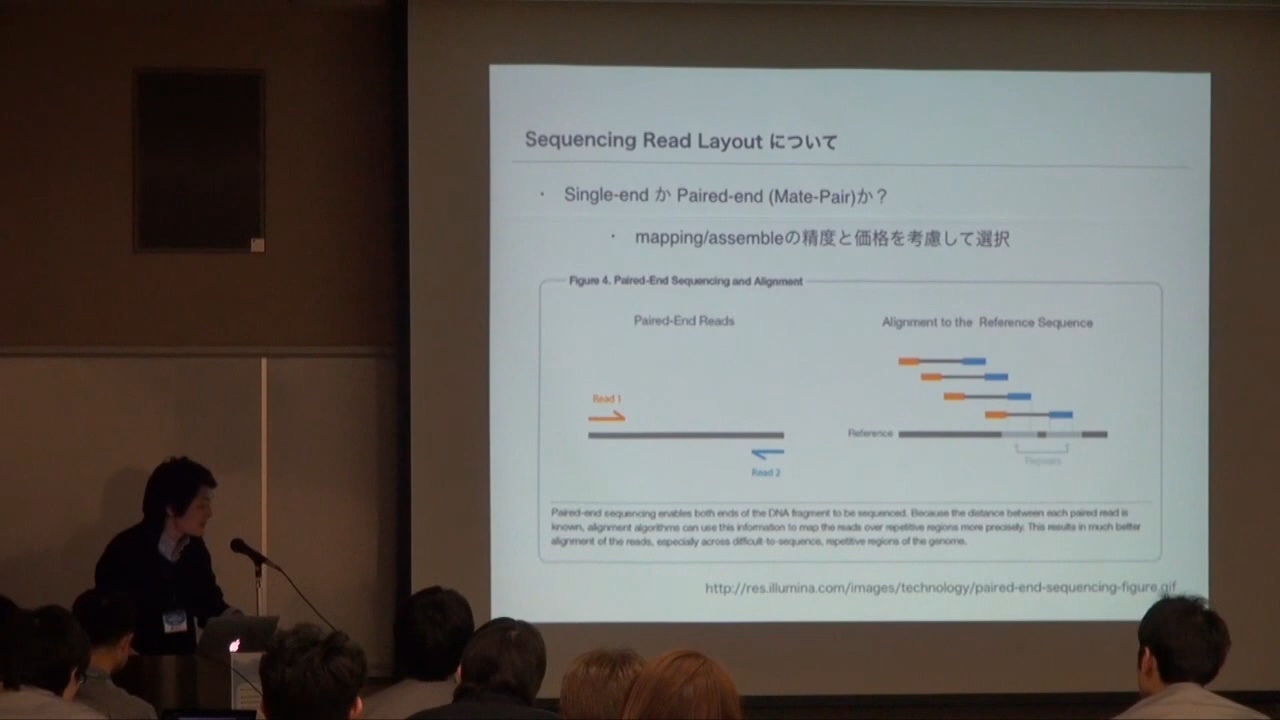 Sequencing Read Layout について
· Single-end か Paired-end (Mate-Pair)か？
· mapping/assembleの精度と価格を考慮して選択
Figure 4. Paired-End Sequencing and Alignment
Paired-End Reads
Alignment to the Reference Sequence
Read 1
Read 2
Reference
Repeats
Paired-end sequencing enables both ends of the DNA fragment to be sequenced. Because the distance between each paired read is
known, alignment algorithms can use this information to map the reads over repetitive regions more precisely. This results in much better
alignment of the reads, especially across difficult-to-sequence, repetitive regions of the genome.
http://res.illumina.com/images/technology/paired-end-sequencing-figure.gif